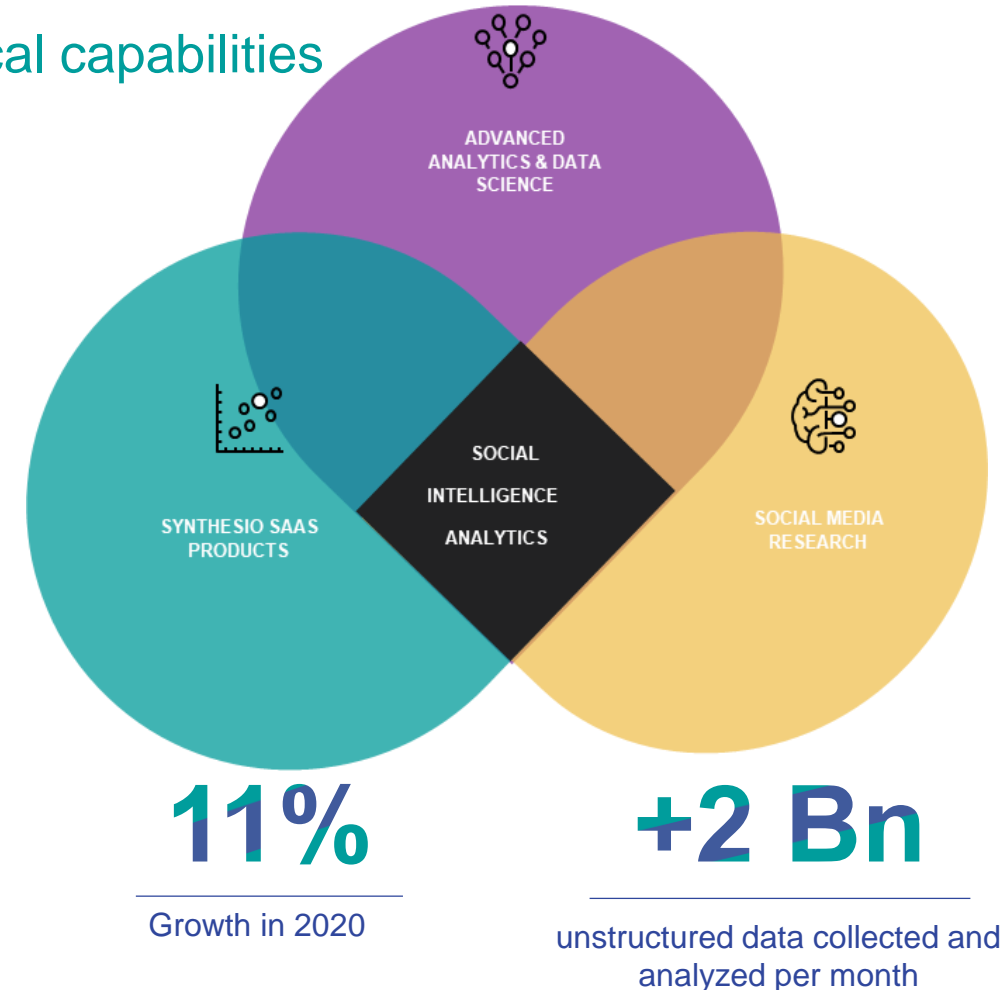 capabilities
ADVANCED
ANALYTICS & DATA
SCIENCE
SOCIAL
INTELLIGENCE
ANALYTICS
SYNTHESIO SAAS
PRODUCTS
SOCIAL MEDIA
RESEARCH
11%
Growth in 2020
+2 Bn
unstructured data collected and
analyzed per month